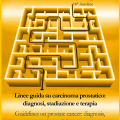 Linee guida su carcinoma prostatico:
diagnosi, stadiazione e terapia
Guidelines on prostate cancer diagnosis,